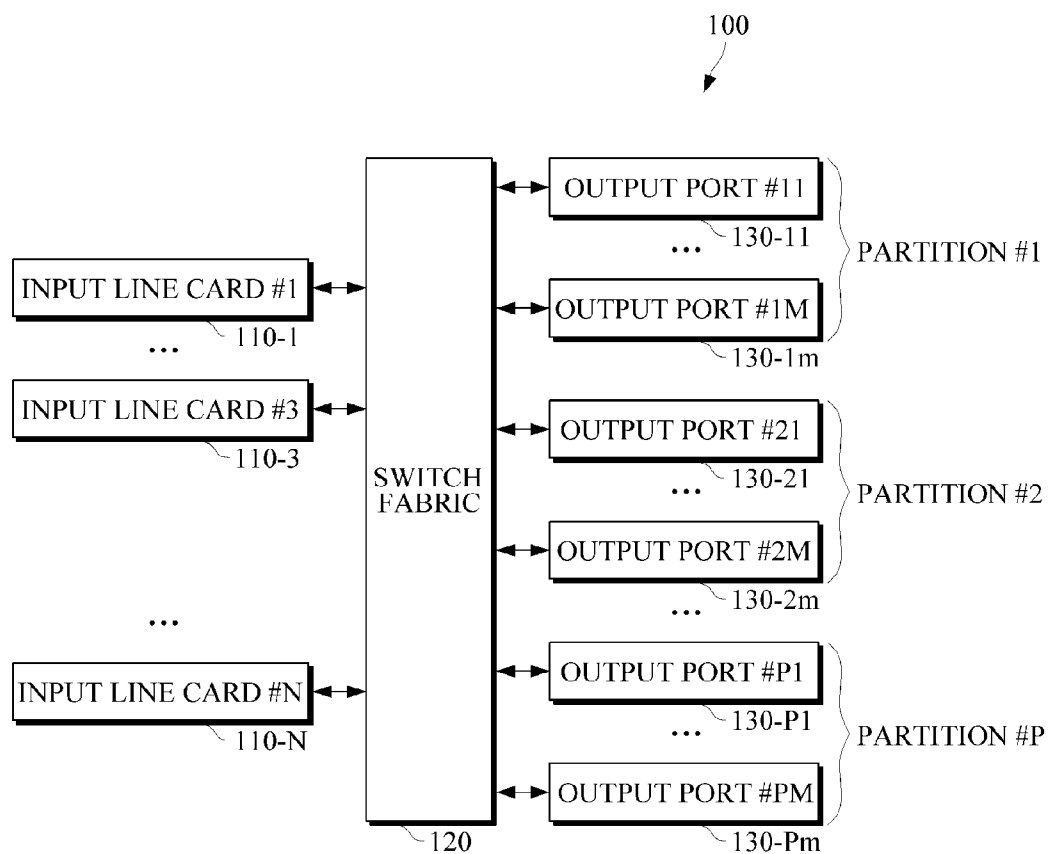 100
INPUT LINE CARD #1
110-1
...
INPUT LINE CARD #3
110-3
...
INPUT LINE CARD #N
110-N
SWITCH
FABRIC
120
OUTPUT PORT #11
130-11
...
OUTPUT PORT #1M
130-1m
PARTITION #1
OUTPUT PORT #21
130-21
...
OUTPUT PORT #2M
130-2m
PARTITION #2
...
OUTPUT PORT #P1
130-P1
...
OUTPUT PORT #PM
130-Pm
PARTITION #P